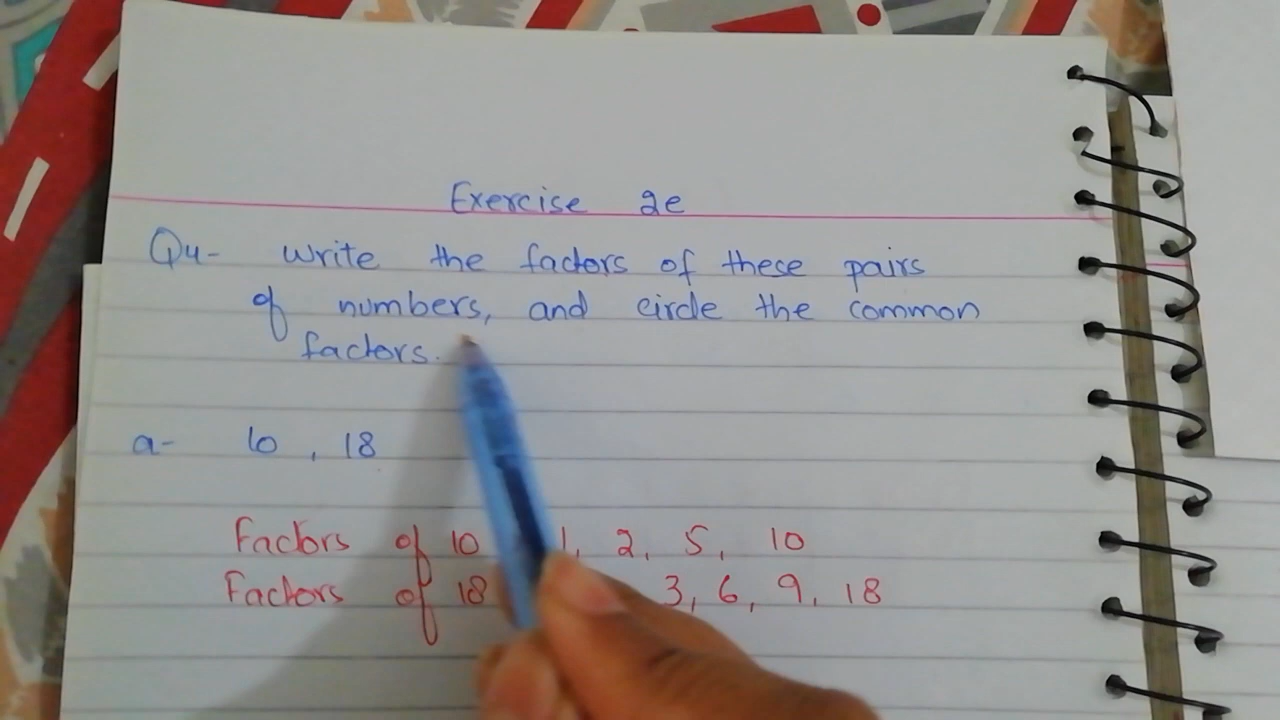 Exercise 2e
Q4- Write the factors of these pairs
of numbers, and circle the common
factors.
a- 10 , 18
Factors of 10 1, 2, 5, 10
Factors of 18 3, 6, 9, 18